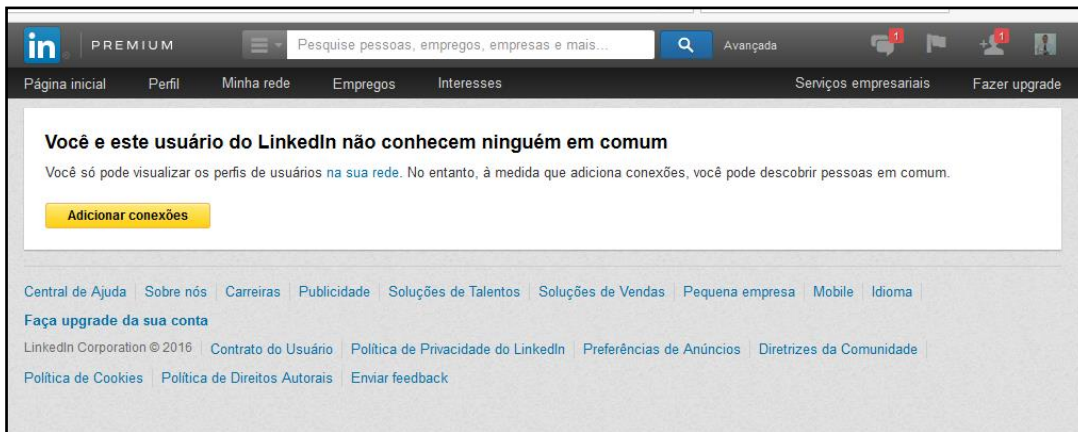 in PREMIUM Pesquise pessoas, empregos, empresas e mais... Avançada 1 1
Página inicial Perfil Minha rede Empregos Interesses Serviços empresariais Fazer upgrade
Você e este usuário do LinkedIn não conhecem ninguém em comum
Você só pode visualizar os perfis de usuários na sua rede. No entanto, à medida que adiciona conexões, você pode descobrir pessoas em comum.
Adicionar conexões
Central de Ajuda Sobre nós Carreiras Publicidade Soluções de Talentos Soluções de Vendas Pequena empresa Mobile Idioma
Faça upgrade da sua conta
LinkedIn Corporation © 2016 Contrato do Usuário Política de Privacidade do LinkedIn Preferências de Anúncios Diretrizes da Comunidade
Política de Cookies Política de Direitos Autorais Enviar feedback